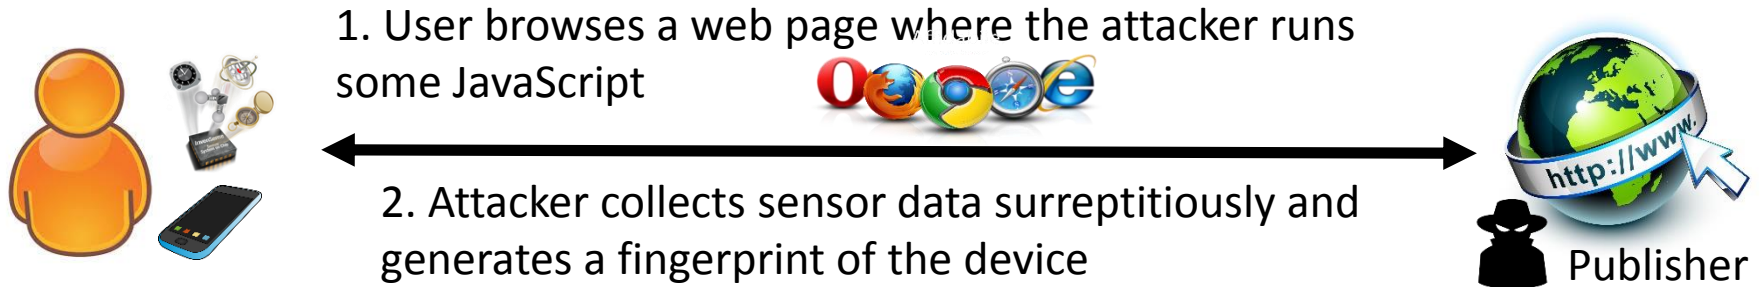 1. User browses a web page where the attacker runs
some JavaScript
2. Attacker collects sensor data surreptitiously and
generates a fingerprint of the device
http://www.
Publisher